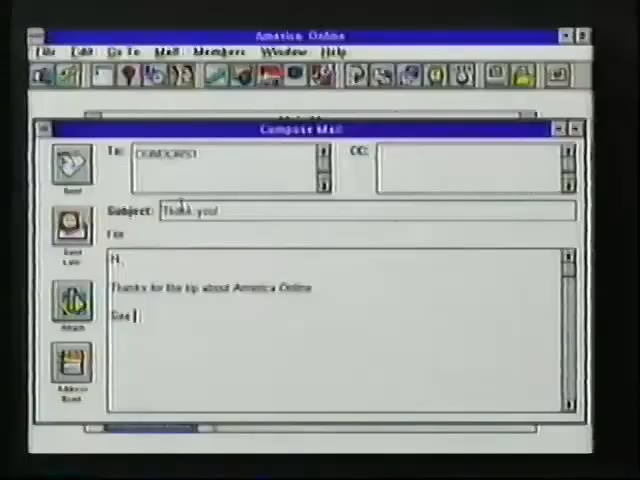 America Online
File Edit Go To Mail Members Window Help
Compose Mail
To:
CC:
Send
Subject: Thank you!
File
Send
Later
Hi,
Thanks for the tip about America Online
Attach
Address
Book